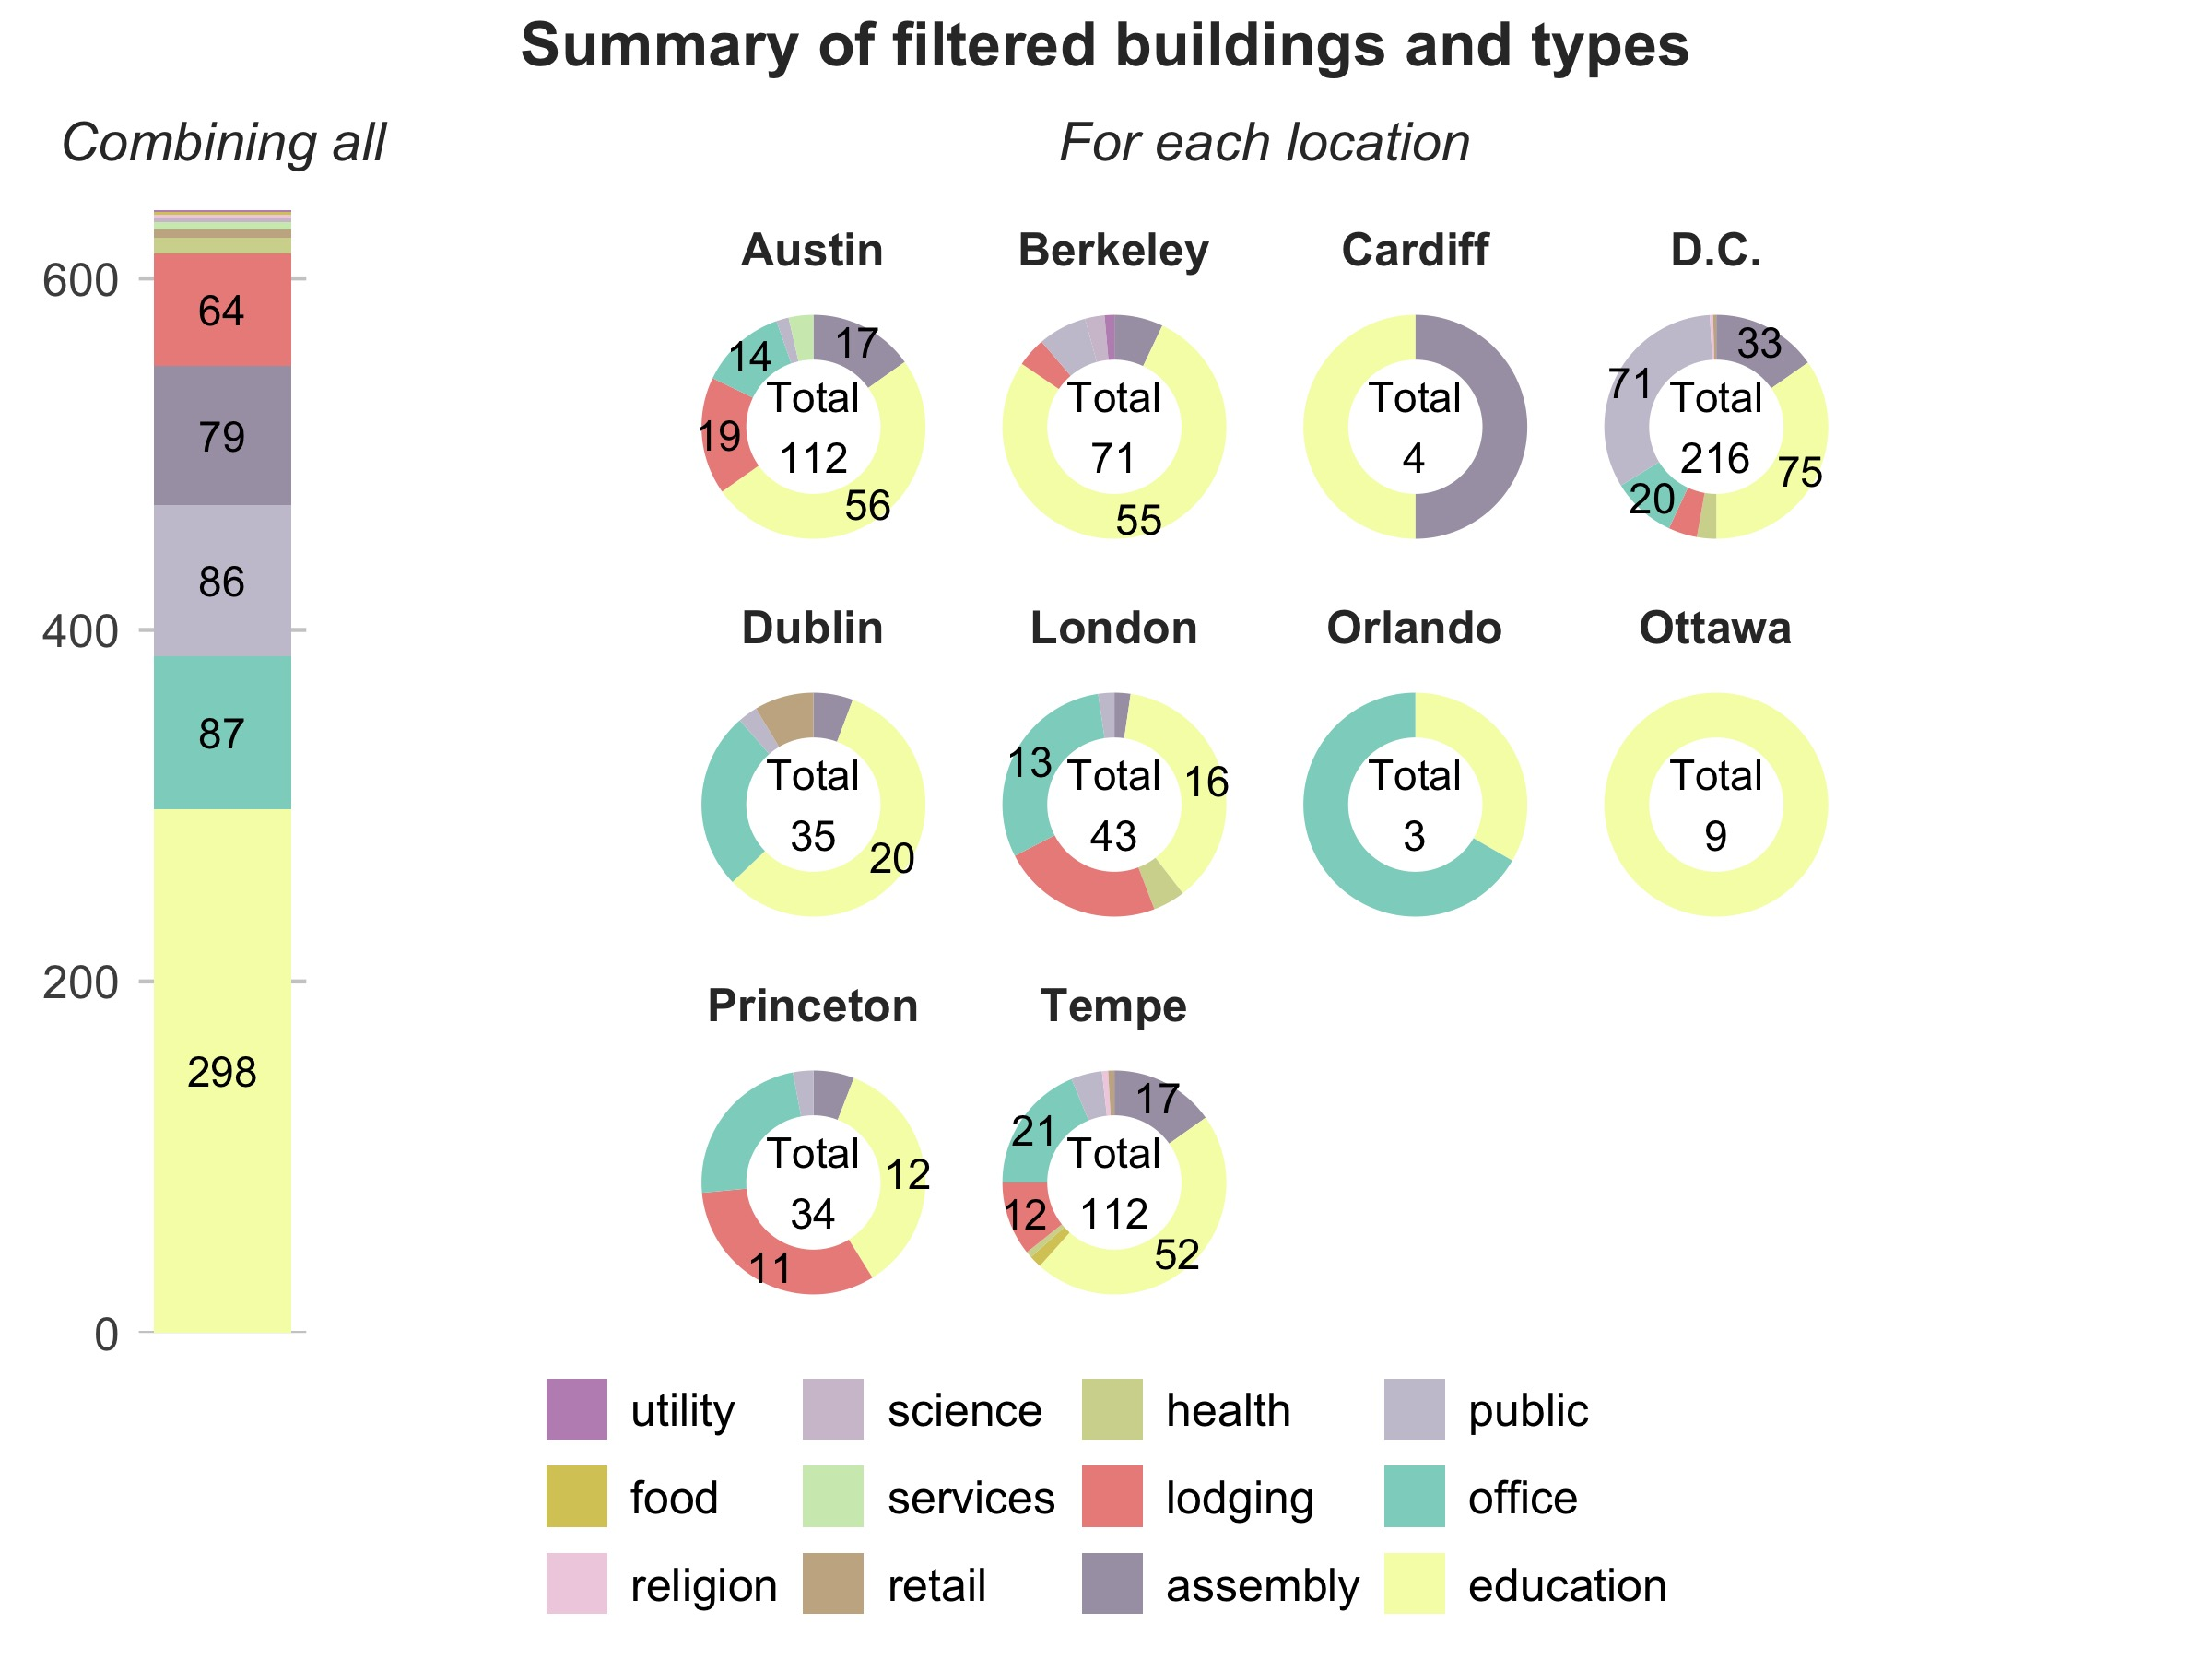 Summary of filtered buildings and types
Combining all
For each location
600
400
200
0
64
79
86
87
298
Austin
Berkeley
Cardiff
D.C.
17
14
19
56
Total
112
55
Total
71
Total
4
33
71
20
75
Total
216
Dublin
London
Orlando
Ottawa
20
Total
35
13
16
Total
43
Total
3
Total
9
Princeton
Tempe
12
11
Total
34
17
21
12
52
Total
112
utility
science
health
public
food
services
lodging
office
religion
retail
assembly
education